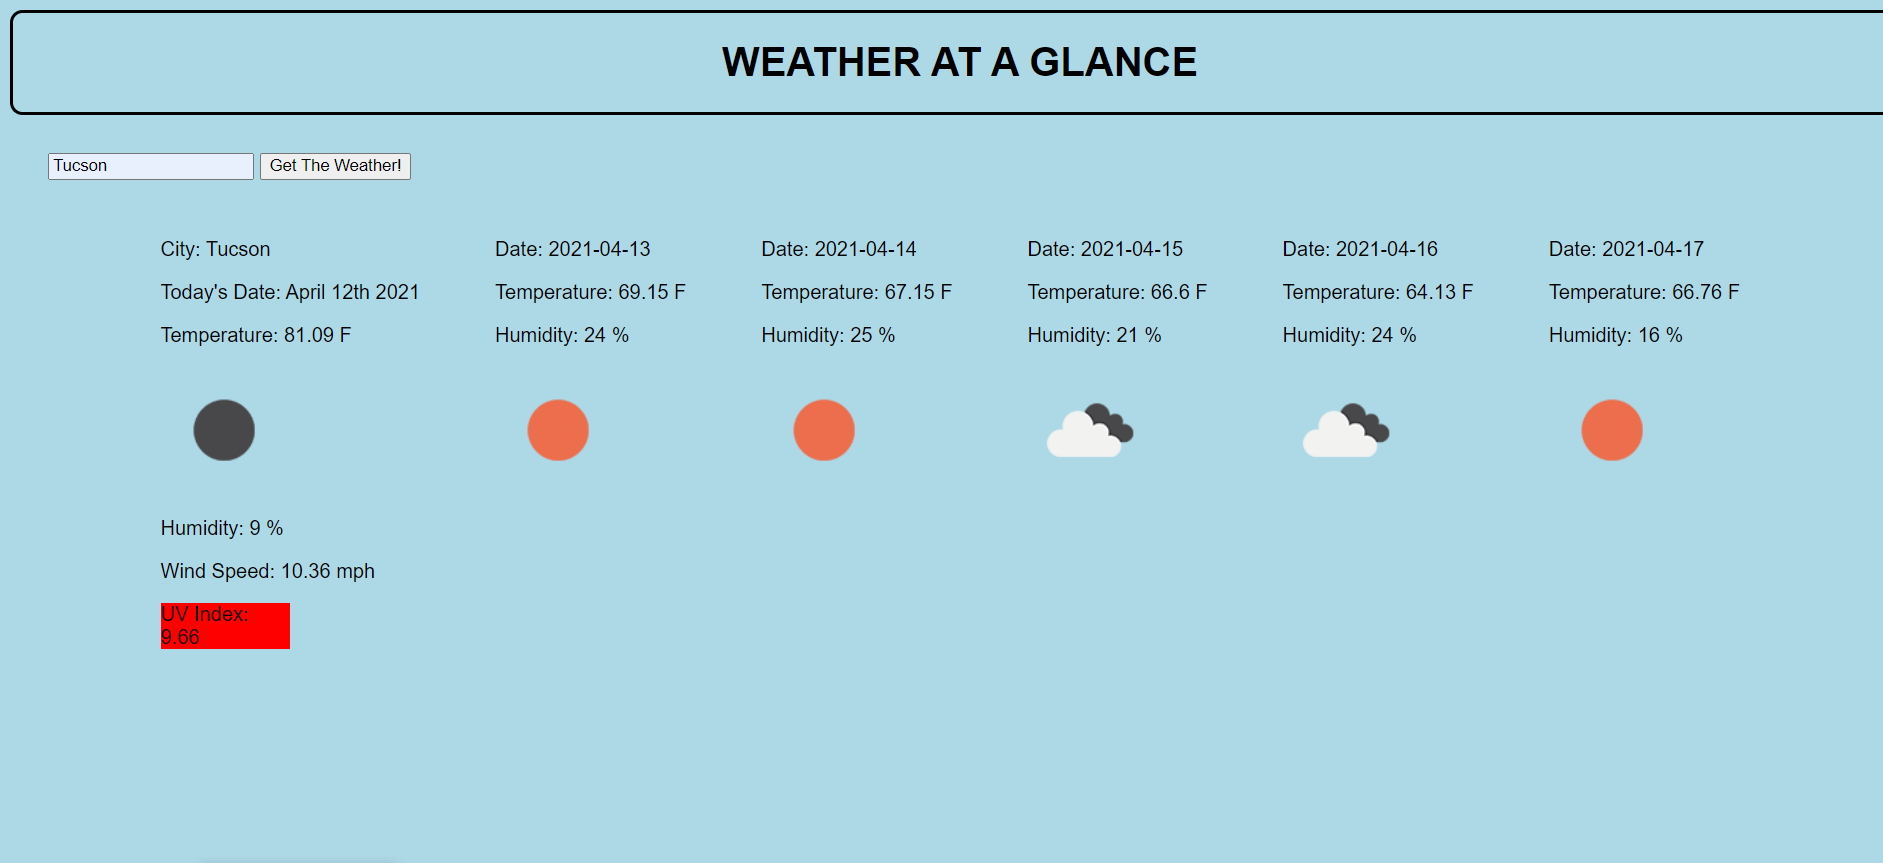 WEATHER AT A GLANCE
Tucson
Get The Weather!
City: Tucson
Today's Date: April 12th 2021
Temperature: 81.09 F
Humidity: 9 %
Wind Speed: 10.36 mph
UV Index:
9.66
Date: 2021-04-13
Temperature: 69.15 F
Humidity: 24 %
Date: 2021-04-14
Temperature: 67.15 F
Humidity: 25 %
Date: 2021-04-15
Temperature: 66.6 F
Humidity: 21 %
Date: 2021-04-16
Temperature: 64.13 F
Humidity: 24 %
Date: 2021-04-17
Temperature: 66.76 F
Humidity: 16 %